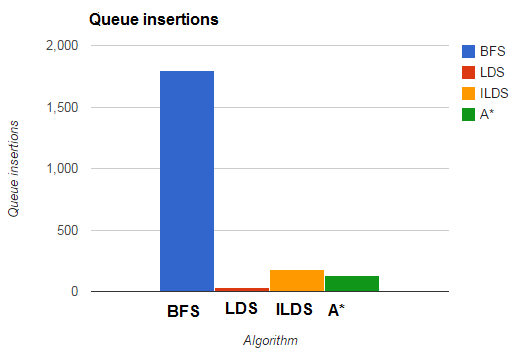 Queue insertions
2,000
1,500
1,000
500
0
Queue insertions
BFS
LDS
ILDS
A*
Algorithm
BFS
LDS
ILDS
A*